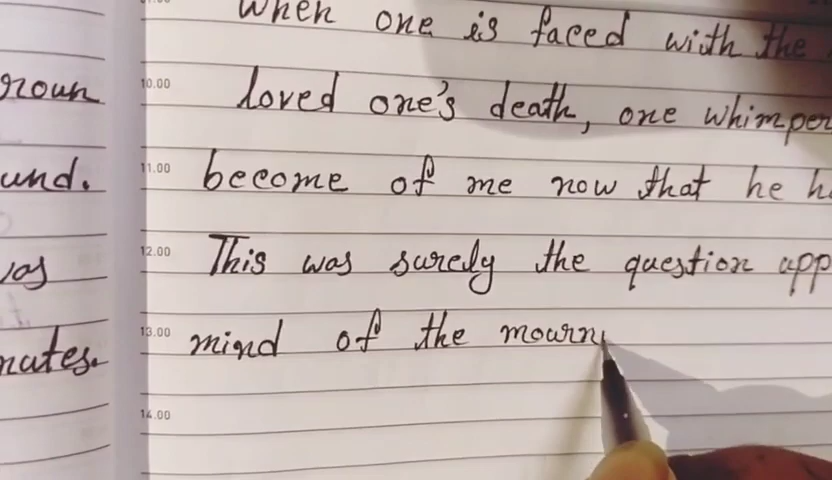 When one is faced with the
noun
10.00 loved one's death, one whimper
und.
11.00 become of me now that he h
12.00 This was surely the question app
vas
13.00 mind of the mourn
nates.
14.00